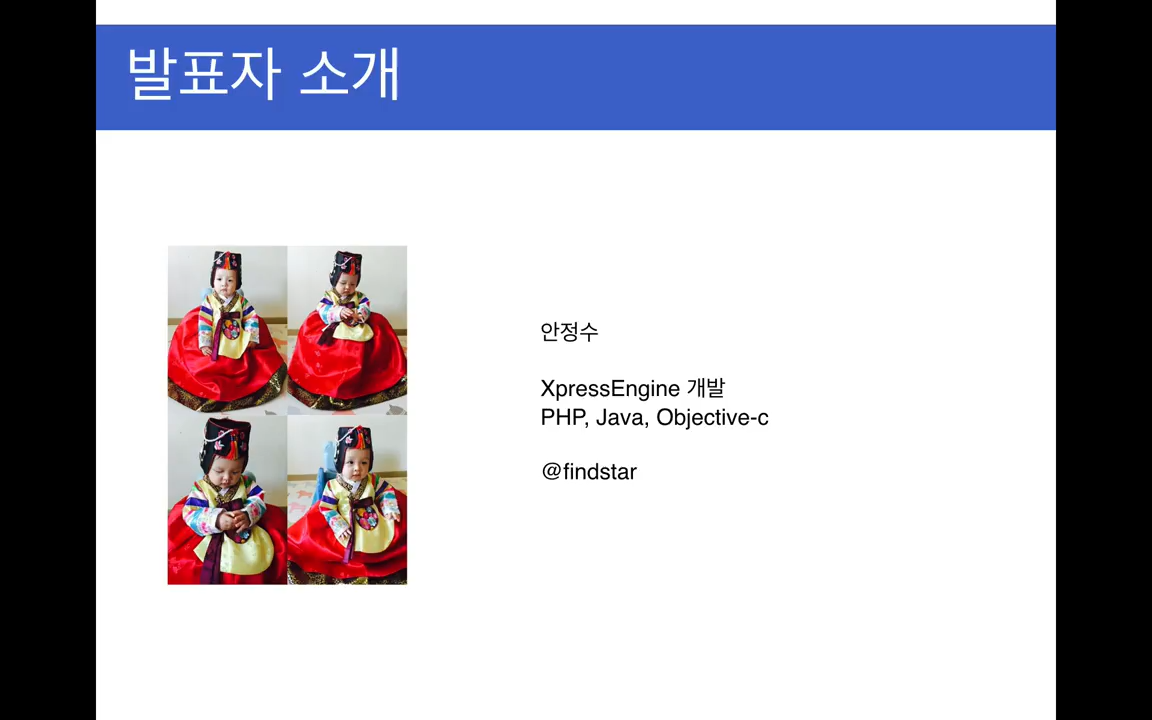 발표자 소개
안정수
XpressEngine 개발
PHP, Java, Objective-c
@findstar